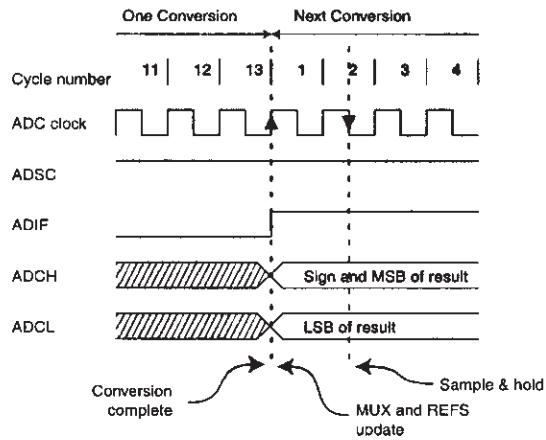 One Conversion Next Conversion
Cycle number 11 12 13 1 2 3 4
ADC clock
ADSC
ADIF
ADCH Sign and MSB of result
ADCL LSB of result
Sample & hold
Conversion
complete
MUX and REFS
update